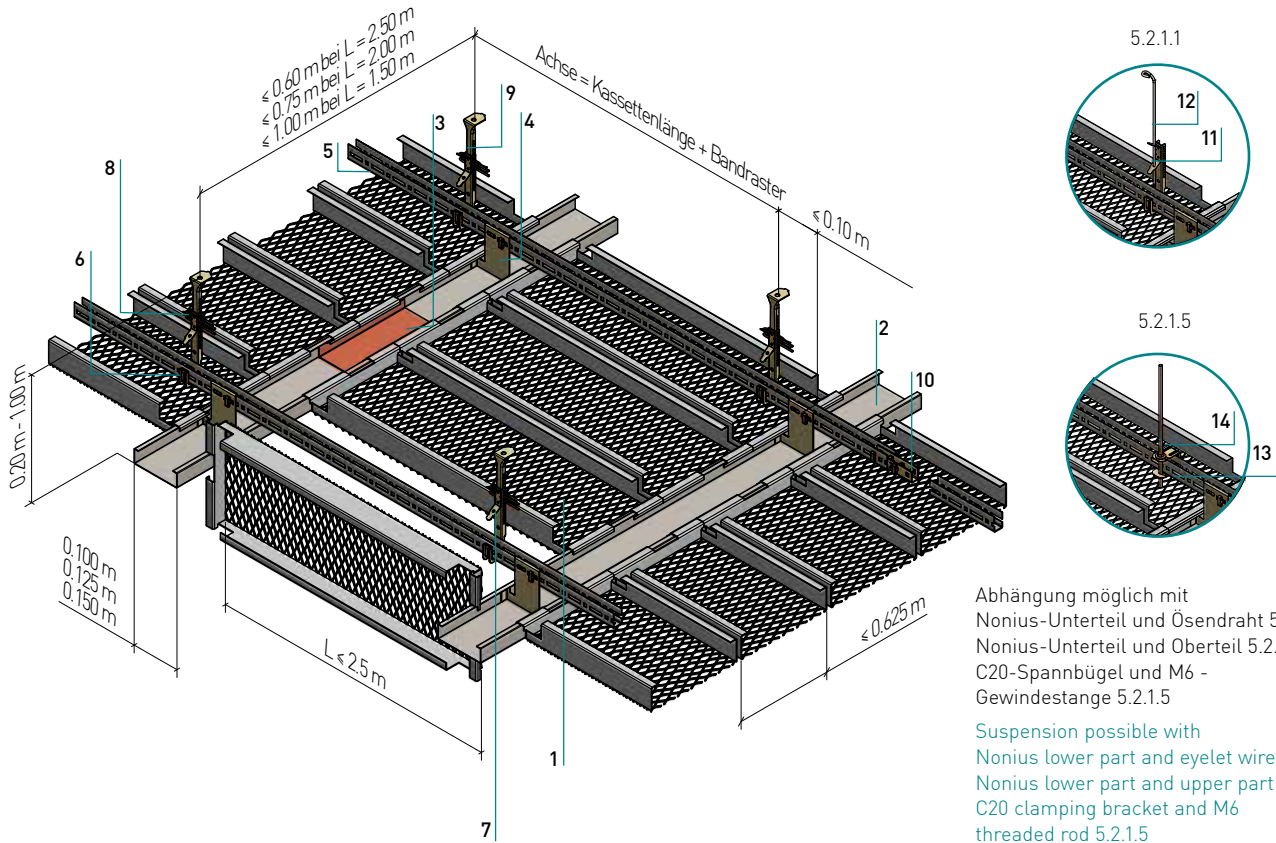 ≤ 0.60 m bei L = 2.50 m
≤ 0.75 m bei L = 2.00 m
≤ 1.00 m bei L = 1.50 m
Achse = Kassettenlänge + Bandraster
≤ 0.10 m
9
3
4
5
8
6
2
10
0.20 m - 1.00 m
0.100 m
0.125 m
0.150 m
L ≤ 2.5 m
≤ 0.625 m
1
7
5.2.1.1
12
11
5.2.1.5
14
13
Abhängung möglich mit
Nonius-Unterteil und Ösendraht 5
Nonius-Unterteil und Oberteil 5.2.
C20-Spannbügel und M6 -
Gewindestange 5.2.1.5
Suspension possible with
Nonius lower part and eyelet wire
Nonius lower part and upper part
C20 clamping bracket and M6
threaded rod 5.2.1.5